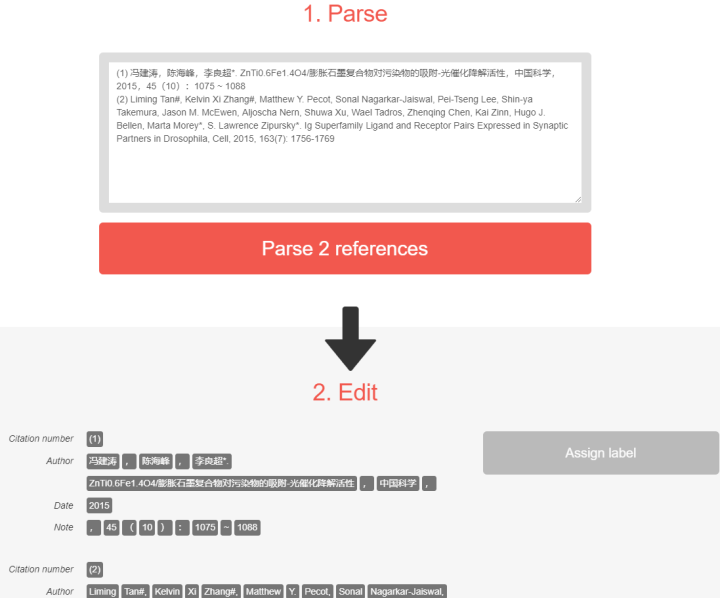 1. Parse
(1) 冯建涛，陈海峰，李良超*. ZnTi0.6Fe1.4O4/膨胀石墨复合物对污染物的吸附-光催化降解活性，中国科学，
2015，45（10）：1075 ~ 1088
(2) Liming Tan#, Kelvin Xi Zhang#, Matthew Y. Pecot, Sonal Nagarkar-Jaiswal, Pei-Tseng Lee, Shin-ya
Takemura, Jason M. McEwen, Aljoscha Nern, Shuwa Xu, Wael Tadros, Zhenqing Chen, Kai Zinn, Hugo J.
Bellen, Marta Morey*, S. Lawrence Zipursky*. Ig Superfamily Ligand and Receptor Pairs Expressed in Synaptic
Partners in Drosophila, Cell, 2015, 163(7): 1756-1769
Parse 2 references
2. Edit
Citation number (1)
Assign label
Author 冯建涛 ， 陈海峰 ， 李良超*.
ZnTi0.6Fe1.4O4/膨胀石墨复合物对污染物的吸附-光催化降解活性 ， 中国科学 ，
Date 2015
Note ， 45 （ 10 ） ： 1075 ~ 1088
Citation number (2)
Author Liming Tan#, Kelvin Xi Zhang#, Matthew Y. Pecot, Sonal Nagarkar-Jaiswal,